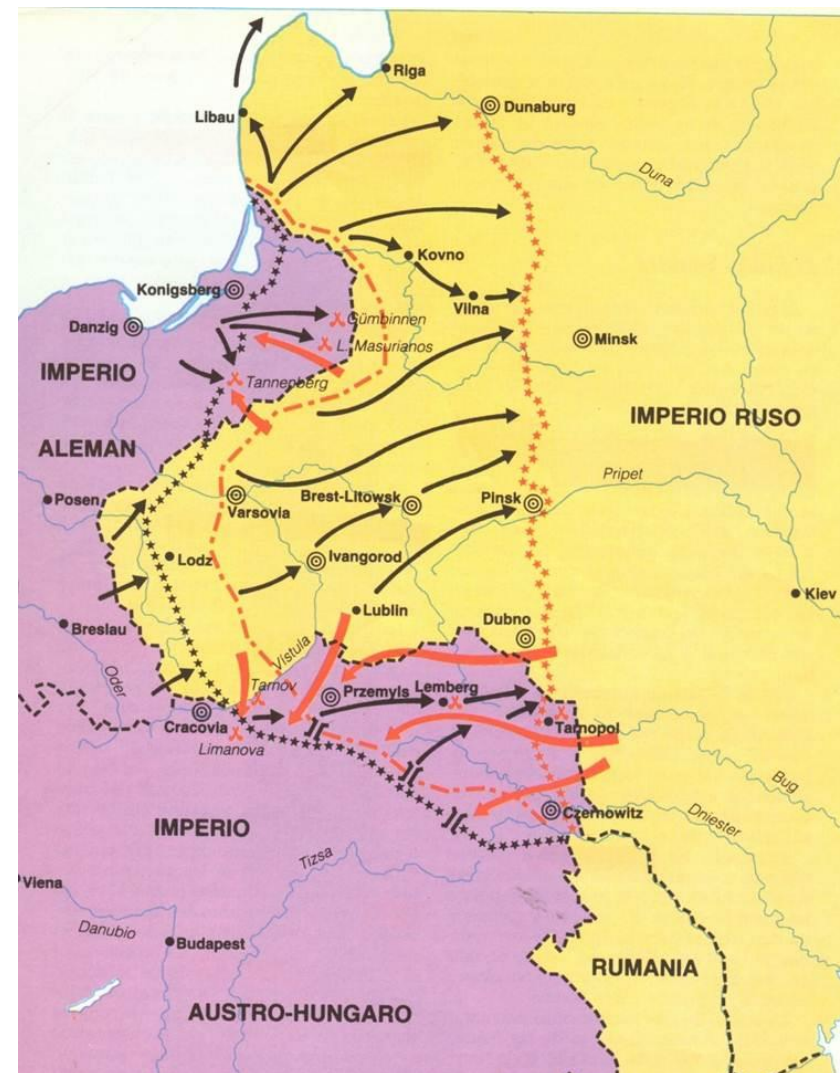 Riga
Libau
Dunaburg
Duna
Kovno
Konigsberg
Vilna
Danzig
Gümbinnen
L. Masurianos
Minsk
IMPERIO
Tannenberg
IMPERIO RUSO
ALEMAN
Pripet
Posen
Brest-Litowsk
Pinsk
Varsovia
Lodz
Ivangorod
Kiev
Lublin
Breslau
Dubno
Oder
Vistula
Tarnov
Przemyls
Lemberg
Cracovia
Tarnopol
Limanova
Bug
Czernowitz
Dniester
IMPERIO
Tizsa
Viena
Danubio
Budapest
RUMANIA
AUSTRO-HUNGARO